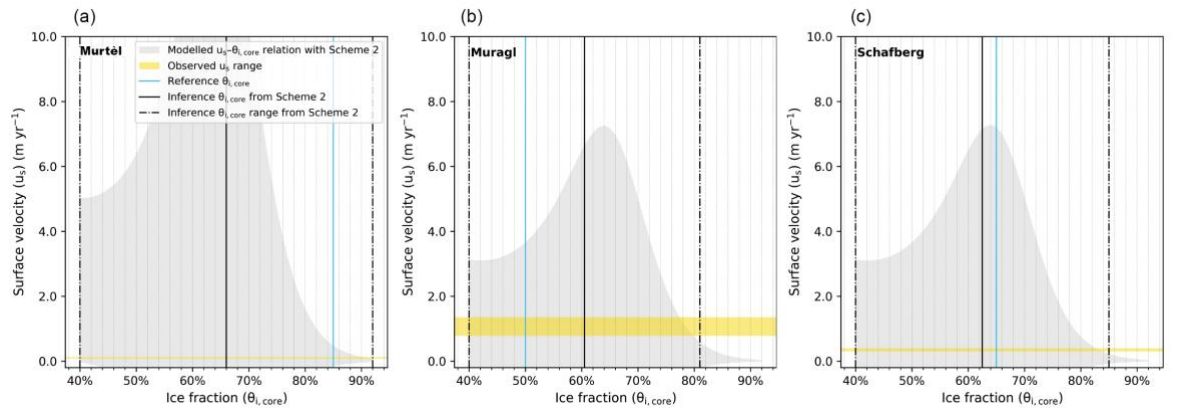 (a)
Murtèl
Modelled uₛ–θᵢ,core relation with Scheme 2
Observed uₛ range
Reference θᵢ,core
Inference θᵢ,core from Scheme 2
Inference θᵢ,core range from Scheme 2
Surface velocity (uₛ) (m yr⁻¹)
10.0
8.0
6.0
4.0
2.0
0.0
40% 50% 60% 70% 80% 90%
Ice fraction (θᵢ,core)
(b)
Muragl
Surface velocity (uₛ) (m yr⁻¹)
10.0
8.0
6.0
4.0
2.0
0.0
40% 50% 60% 70% 80% 90%
Ice fraction (θᵢ,core)
(c)
Schafberg
Surface velocity (uₛ) (m yr⁻¹)
10.0
8.0
6.0
4.0
2.0
0.0
40% 50% 60% 70% 80% 90%
Ice fraction (θᵢ,core)